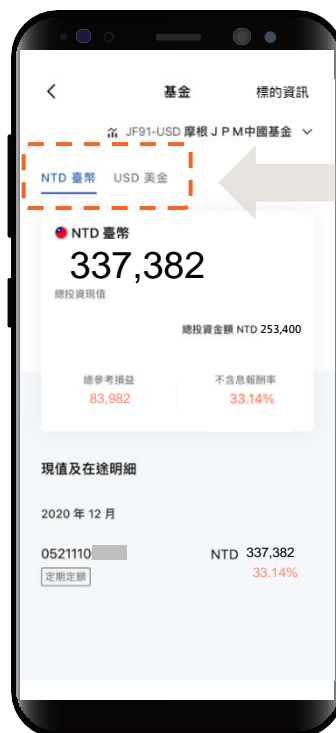 基金 標的資訊
JF91-USD 摩根 J P M中國基金
NTD 臺幣 USD 美金
NTD 臺幣
337,382
總投資現值
總投資金額 NTD 253,400
總參考損益 不含息報酬率
83,982 33.14%
現值及在途明細
2020 年 12 月
0521110 NTD 337,382
定期定額 33.14%